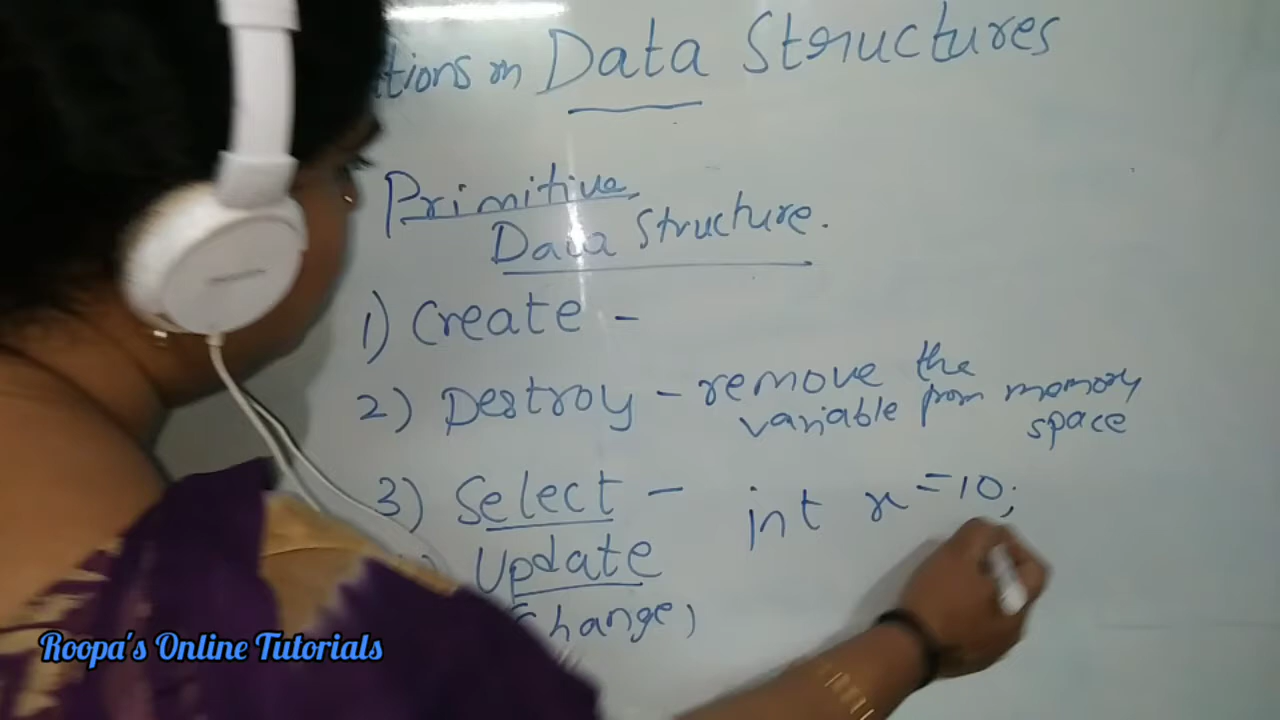 tions on Data Structures
Primitive
Data Structure.
1) Create -
2) Destroy - remove the
variable from memory
space
3) Select - int x = 10;
Update
Change)
Roopa's Online Tutorials